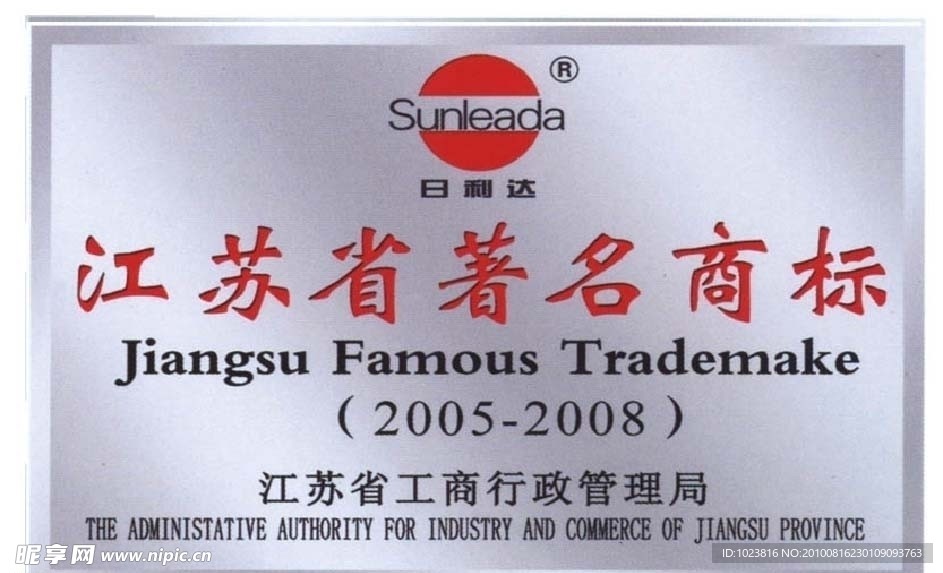 ®
Sunleada
日利达
江苏省著名商标
Jiangsu Famous Trademake
（2005-2008）
江苏省工商行政管理局
THE ADMINISTATIVE AUTHORITY FOR INDUSTRY AND COMMERCE OF JIANGSU PROVINCE
昵享网 www.nipic.cn
ID:1023816 NO:20100816230109093763